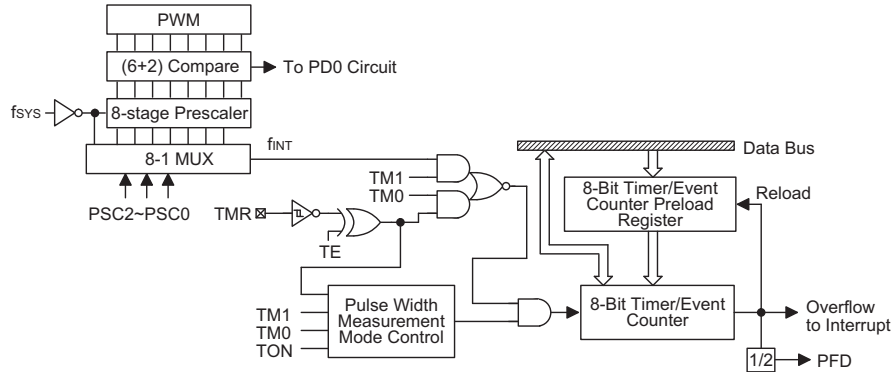 PWM
(6+2) Compare
To PD0 Circuit
fSYS
8-stage Prescaler
8-1 MUX
fINT
PSC2~PSC0
TM1
TM0
TMR
TE
Data Bus
8-Bit Timer/Event
Counter Preload
Register
Reload
TM1
TM0
TON
Pulse Width
Measurement
Mode Control
8-Bit Timer/Event
Counter
Overflow
to Interrupt
1/2
PFD